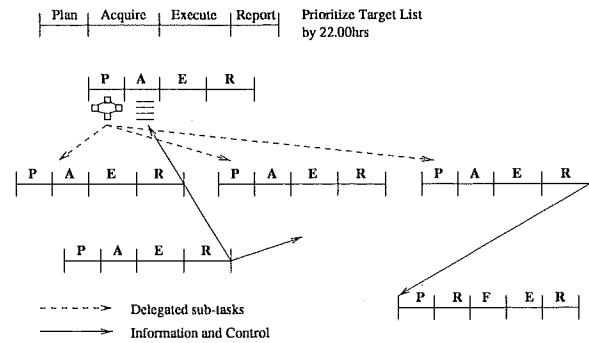 Plan Acquire Execute Report Prioritize Target List
by 22.00hrs
P A E R
P A E R P A E R P A E R
P A E R
P R F E R
Delegated sub-tasks
Information and Control